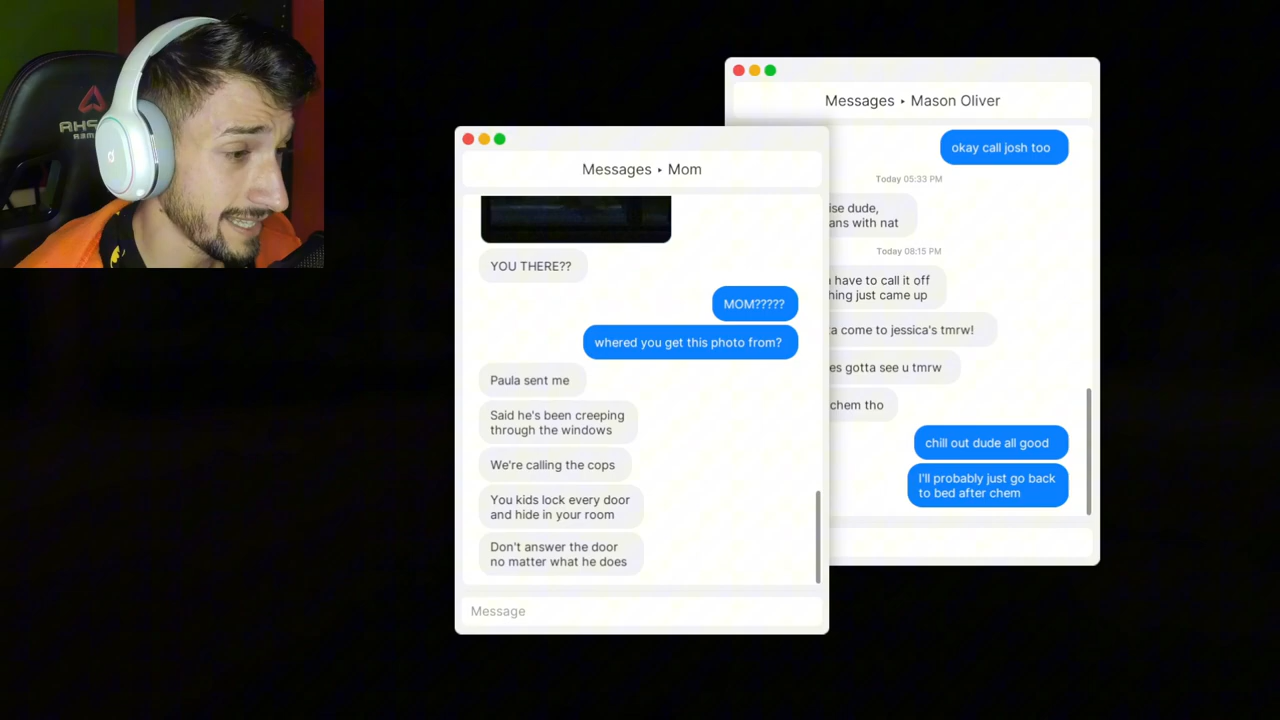 Messages ‣ Mom
YOU THERE??
MOM?????
whered you get this photo from?
Paula sent me
Said he's been creeping
through the windows
We're calling the cops
You kids lock every door
and hide in your room
Don't answer the door
no matter what he does
Message
Messages ‣ Mason Oliver
okay call josh too
Today 05:33 PM
dude,
with nat
Today 08:15 PM
have to call it off
just came up
come to jessica's tmrw!
gotta see u tmrw
chem tho
chill out dude all good
I'll probably just go back
to bed after chem